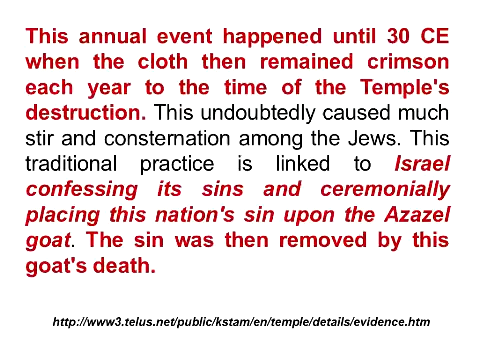 This annual event happened until 30 CE
when the cloth then remained crimson
each year to the time of the Temple's
destruction. This undoubtedly caused much
stir and consternation among the Jews. This
traditional practice is linked to Israel
confessing its sins and ceremonially
placing this nation's sin upon the Azazel
goat. The sin was then removed by this
goat's death.
http://www3.telus.net/public/kstam/en/temple/details/evidence.htm